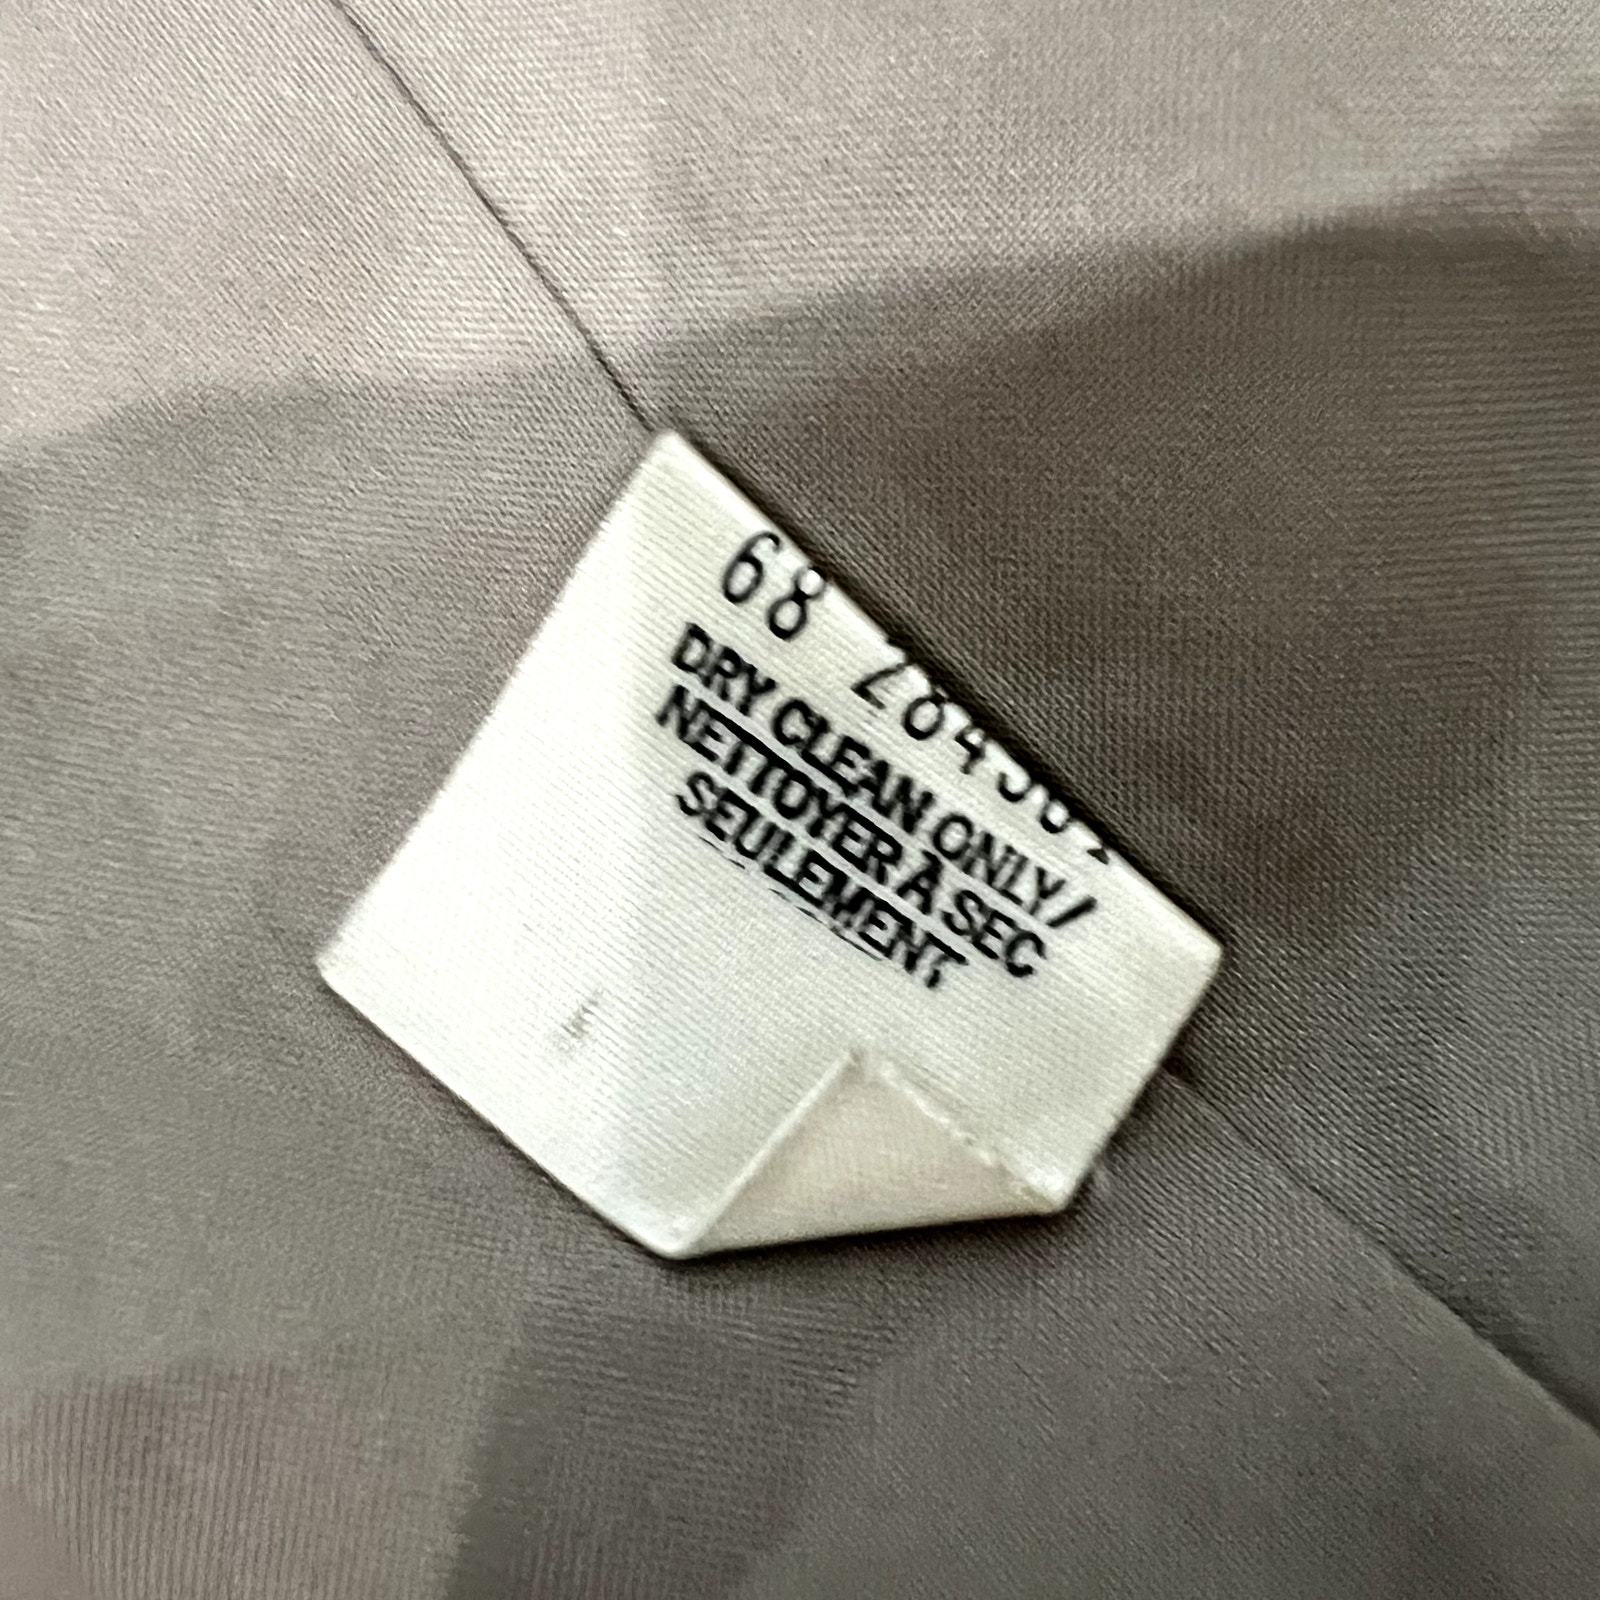 68
DRY CLEAN ONLY/
NETTOYER À SEC
SEULEMENT